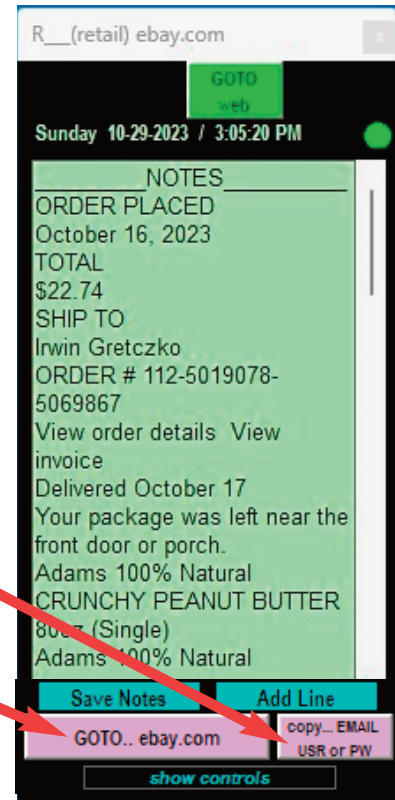 R__(retail) ebay.com
x
GOTO
web
Sunday 10-29-2023 / 3:05:20 PM
________NOTES_________
ORDER PLACED
October 16, 2023
TOTAL
$22.74
SHIP TO
Irwin Gretczko
ORDER # 112-5019078-
5069867
View order details  View
invoice
Delivered October 17
Your package was left near the
front door or porch.
Adams 100% Natural
CRUNCHY PEANUT BUTTER
80oz (Single)
Adams 100% Natural
Save Notes Add Line
GOTO.. ebay.com
copy... EMAIL
USR or PW
show controls